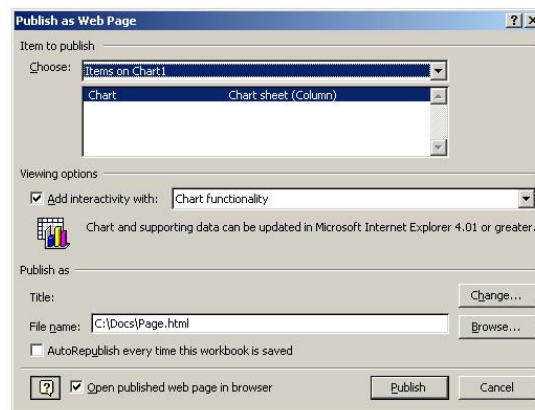 Publish as Web Page
Item to publish
Choose: Items on Chart1
Chart Chart sheet (Column)
Viewing options
Add interactivity with: Chart functionality
Chart and supporting data can be updated in Microsoft Internet Explorer 4.01 or greater.
Publish as
Title: Change...
File name: C:\Docs\Page.html Browse...
AutoRepublish every time this workbook is saved
Open published web page in browser Publish Cancel